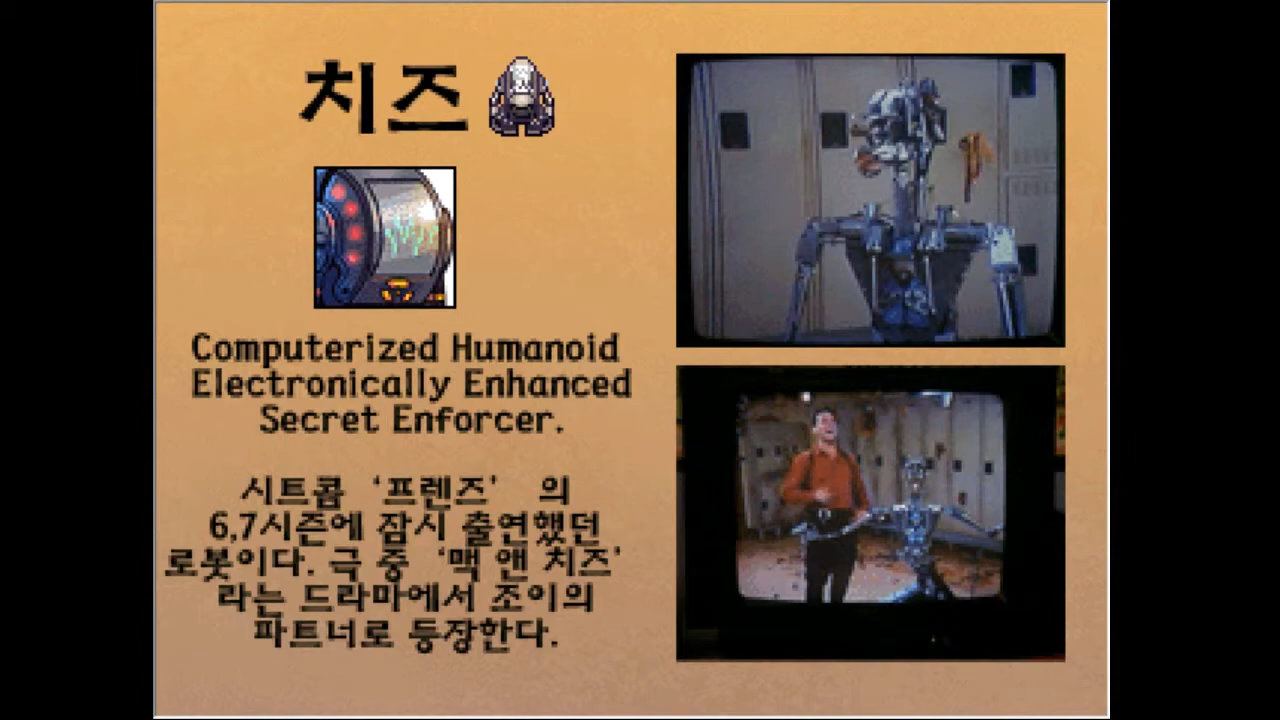 치즈
Computerized Humanoid
Electronically Enhanced
Secret Enforcer.
시트콤 ‘프렌즈’ 의
6,7시즌에 잠시 출연했던
로봇이다. 극 중 ‘맥 앤 치즈’
라는 드라마에서 조이의
파트너로 등장한다.